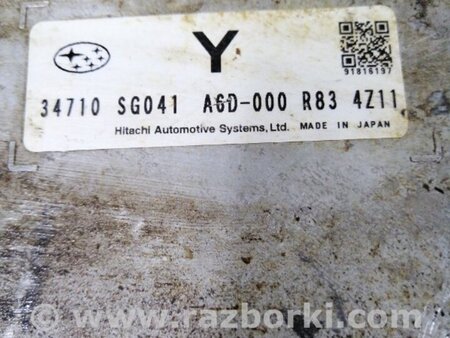 Y
91816197
34710 SG041 A6D-000 R83 4Z11
Hitachi Automotive Systems, Ltd. MADE IN JAPAN
© www.razborki.com